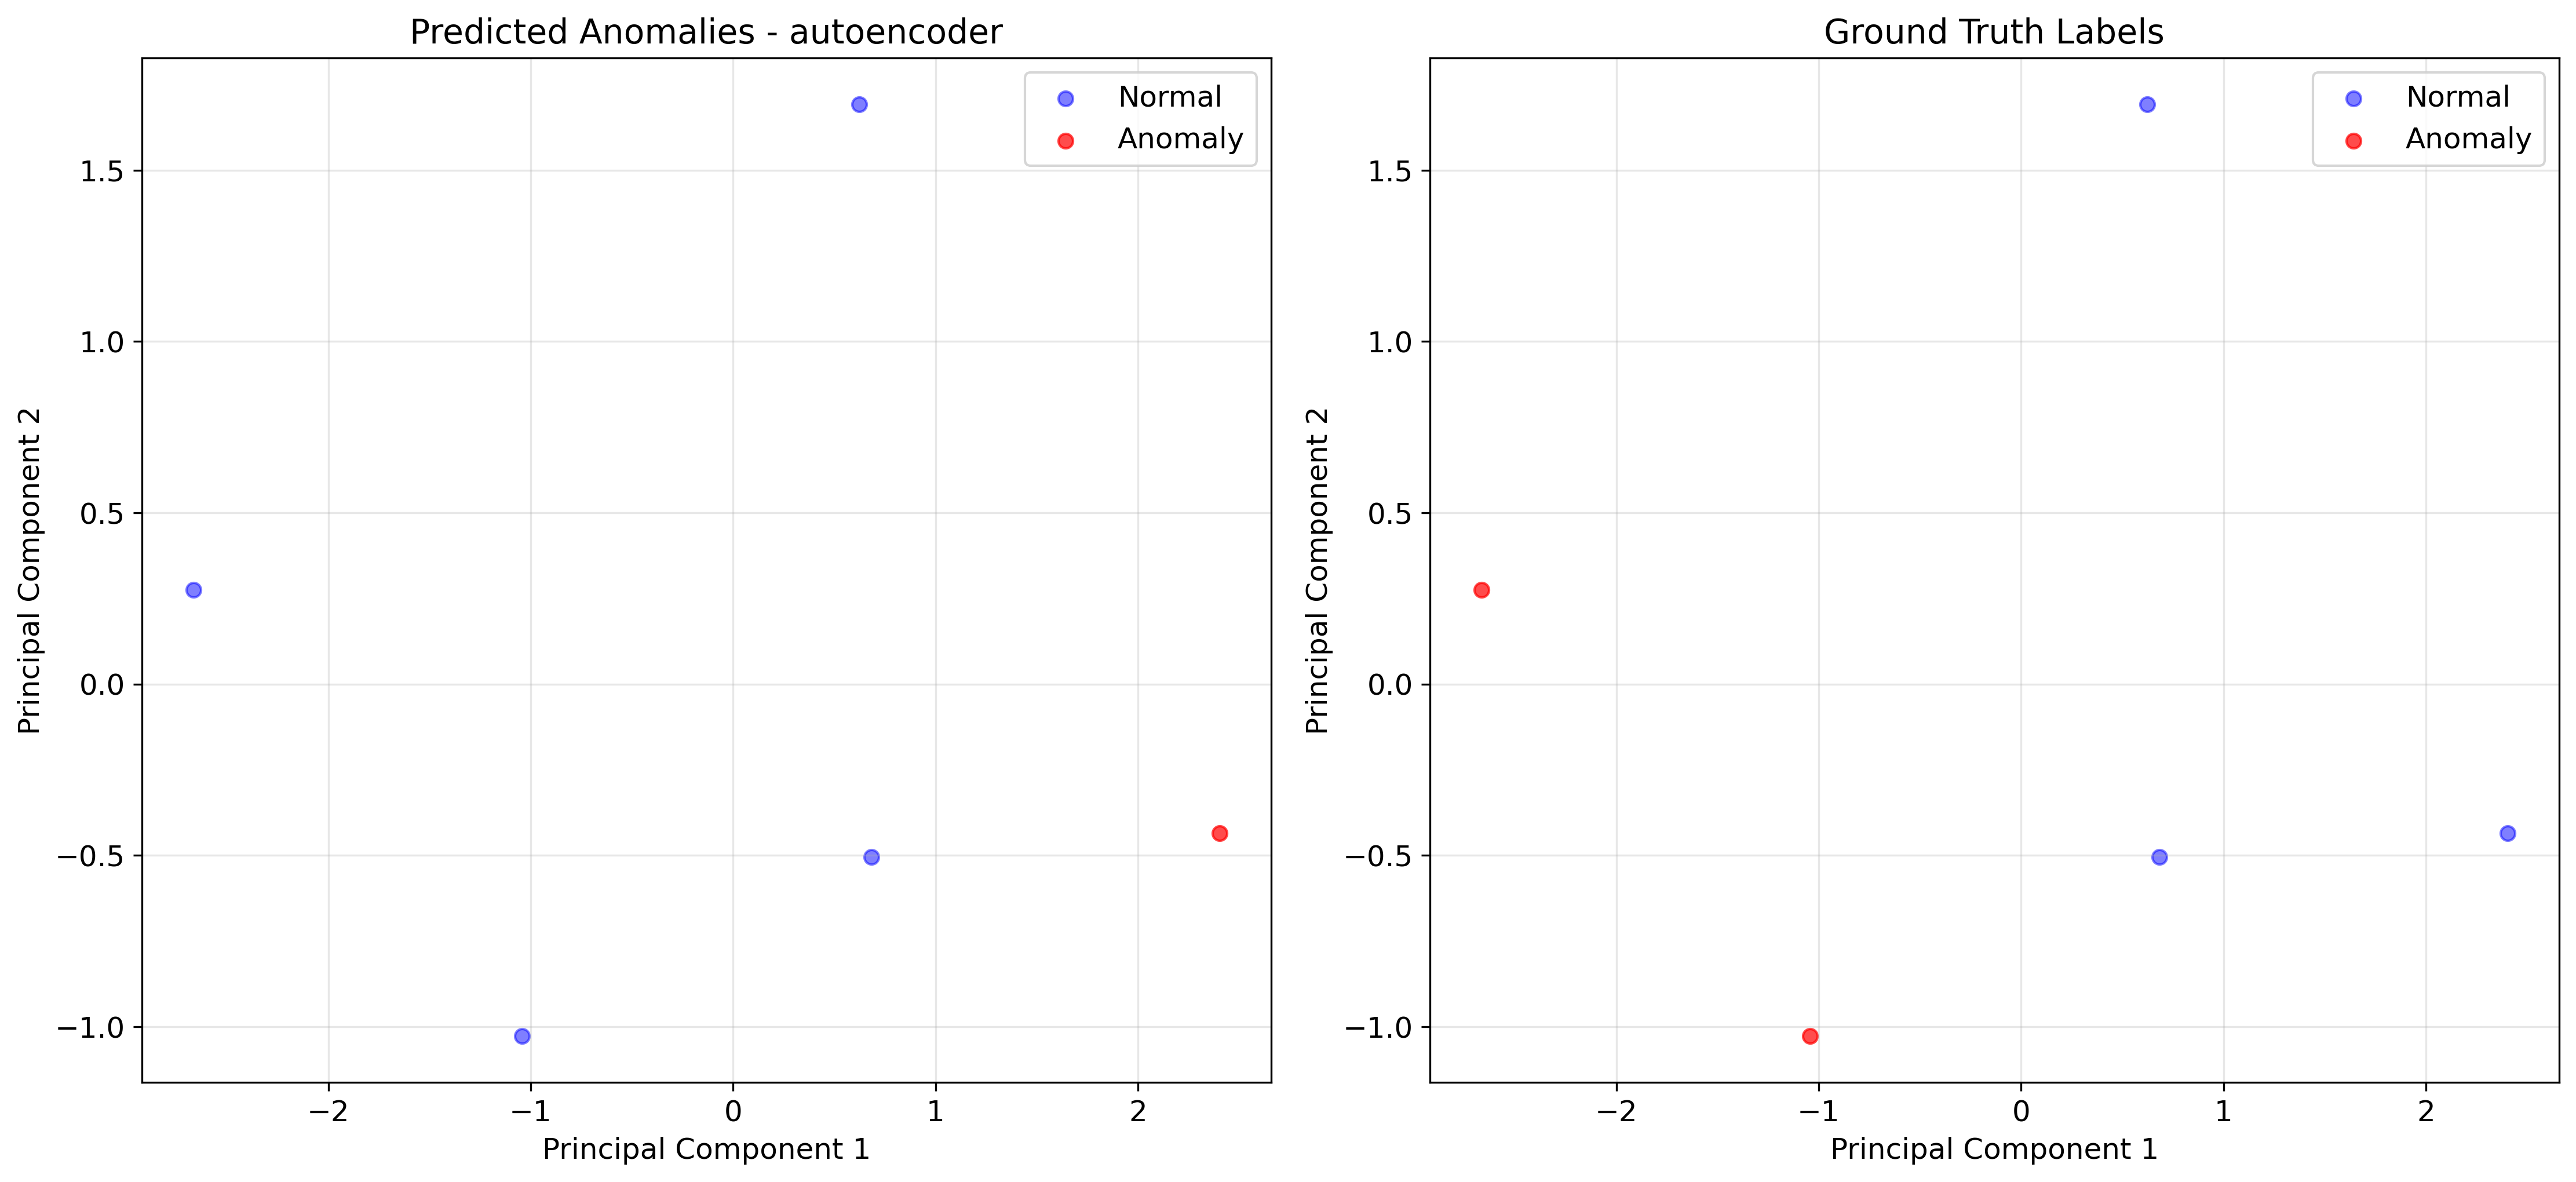 Predicted Anomalies - autoencoder
Normal
Anomaly
1.5
1.0
0.5
0.0
−0.5
−1.0
Principal Component 2
−2
−1
0
1
2
Principal Component 1
Ground Truth Labels
Normal
Anomaly
1.5
1.0
0.5
0.0
−0.5
−1.0
Principal Component 2
−2
−1
0
1
2
Principal Component 1